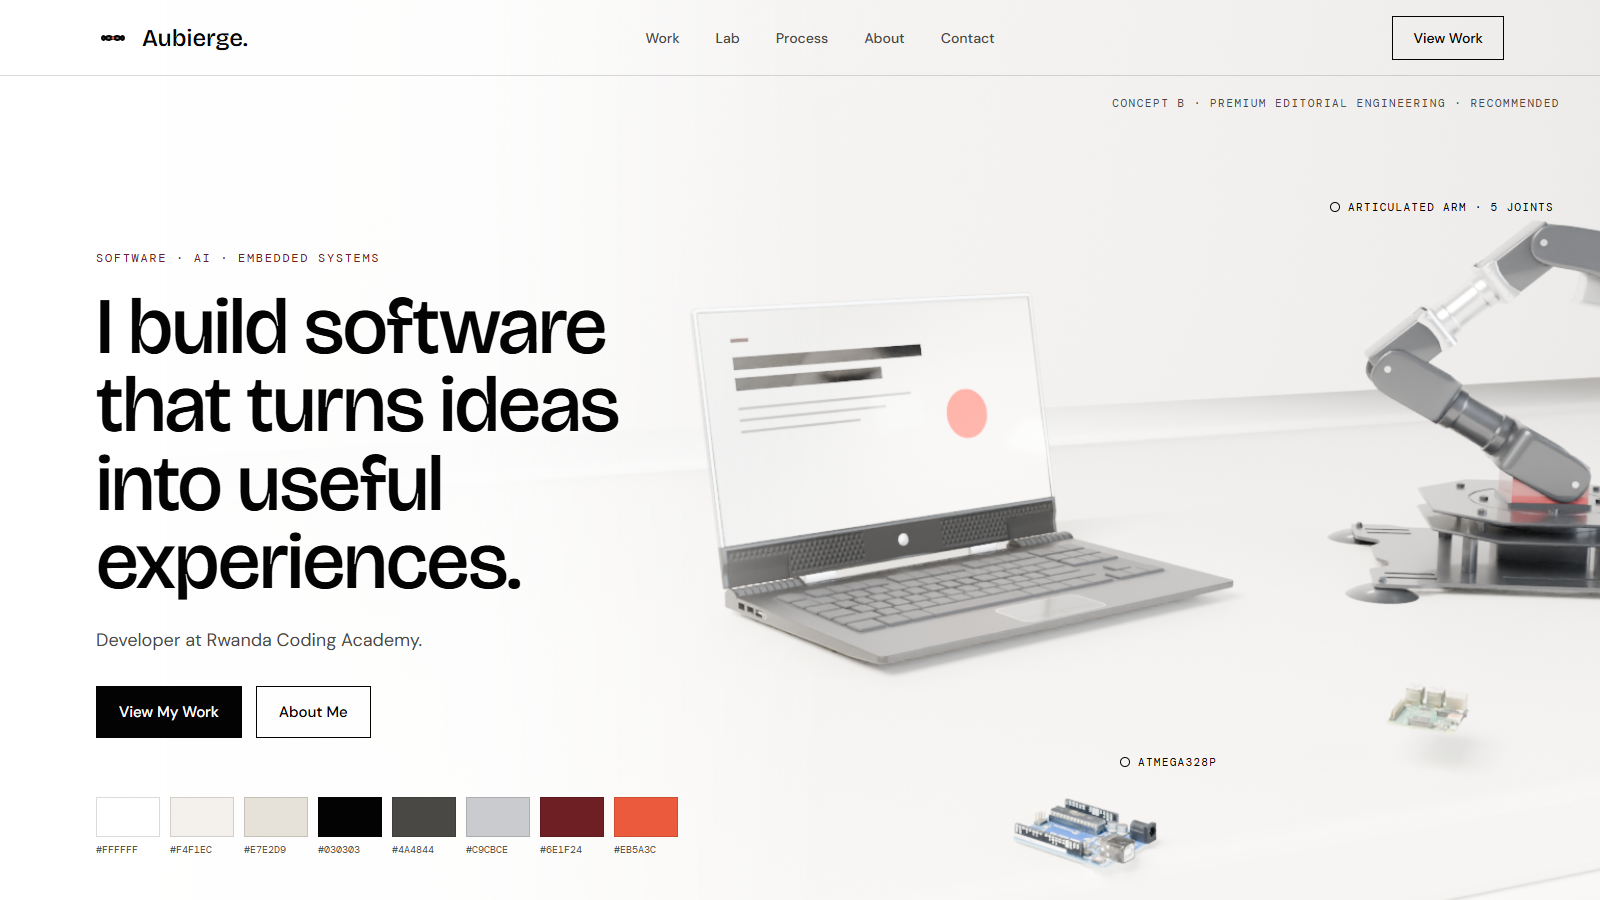 Aubierge.
Work
Lab
Process
About
Contact
View Work
CONCEPT B · PREMIUM EDITORIAL ENGINEERING · RECOMMENDED
ARTICULATED ARM · 5 JOINTS
SOFTWARE · AI · EMBEDDED SYSTEMS
I build software
that turns ideas
into useful
experiences.
Developer at Rwanda Coding Academy.
View My Work
About Me
ATMEGA328P
#FFFFFF
#F4F1EC
#E7E2D9
#030303
#4A4844
#C9CBCE
#6E1F24
#EB5A3C